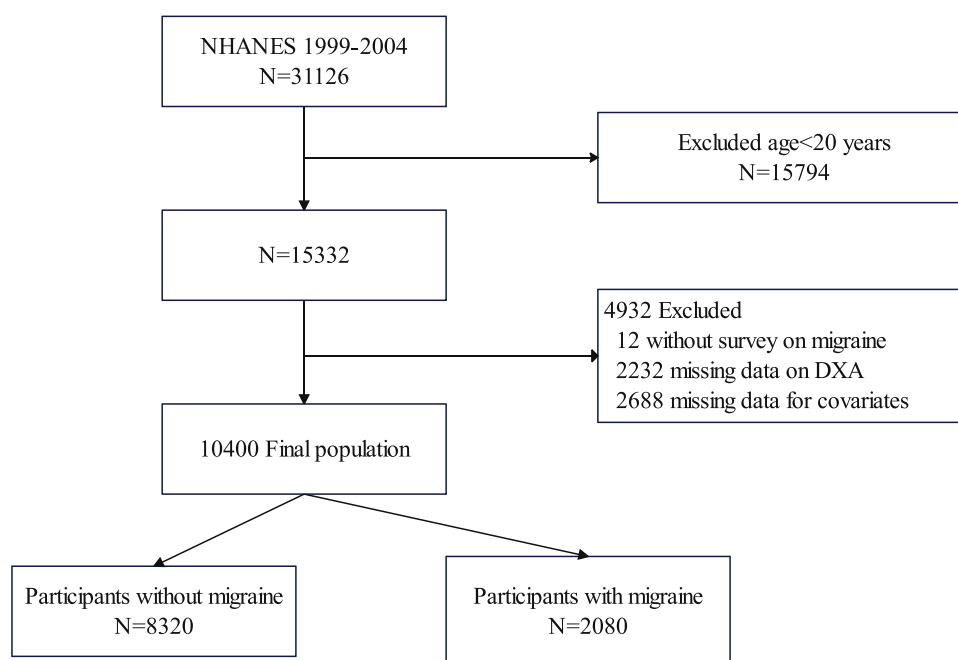 NHANES 1999-2004
N=31126
Excluded age<20 years
N=15794
N=15332
4932 Excluded
12 without survey on migraine
2232 missing data on DXA
2688 missing data for covariates
10400 Final population
Participants without migraine
N=8320
Participants with migraine
N=2080